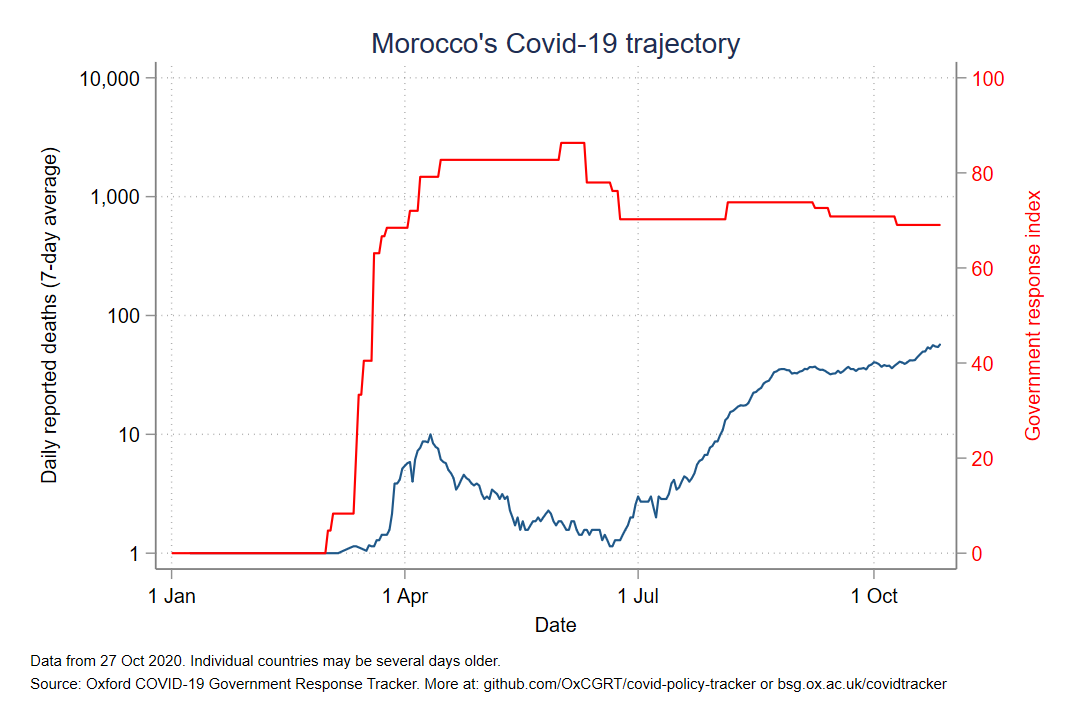 Morocco's Covid-19 trajectory
10,000
1,000
100
10
1
Daily reported deaths (7-day average)
100
80
60
40
20
0
Government response index
1 Jan
1 Apr
1 Jul
1 Oct
Date
Data from 27 Oct 2020. Individual countries may be several days older.
Source: Oxford COVID-19 Government Response Tracker. More at: github.com/OxCGRT/covid-policy-tracker or bsg.ox.ac.uk/covidtracker